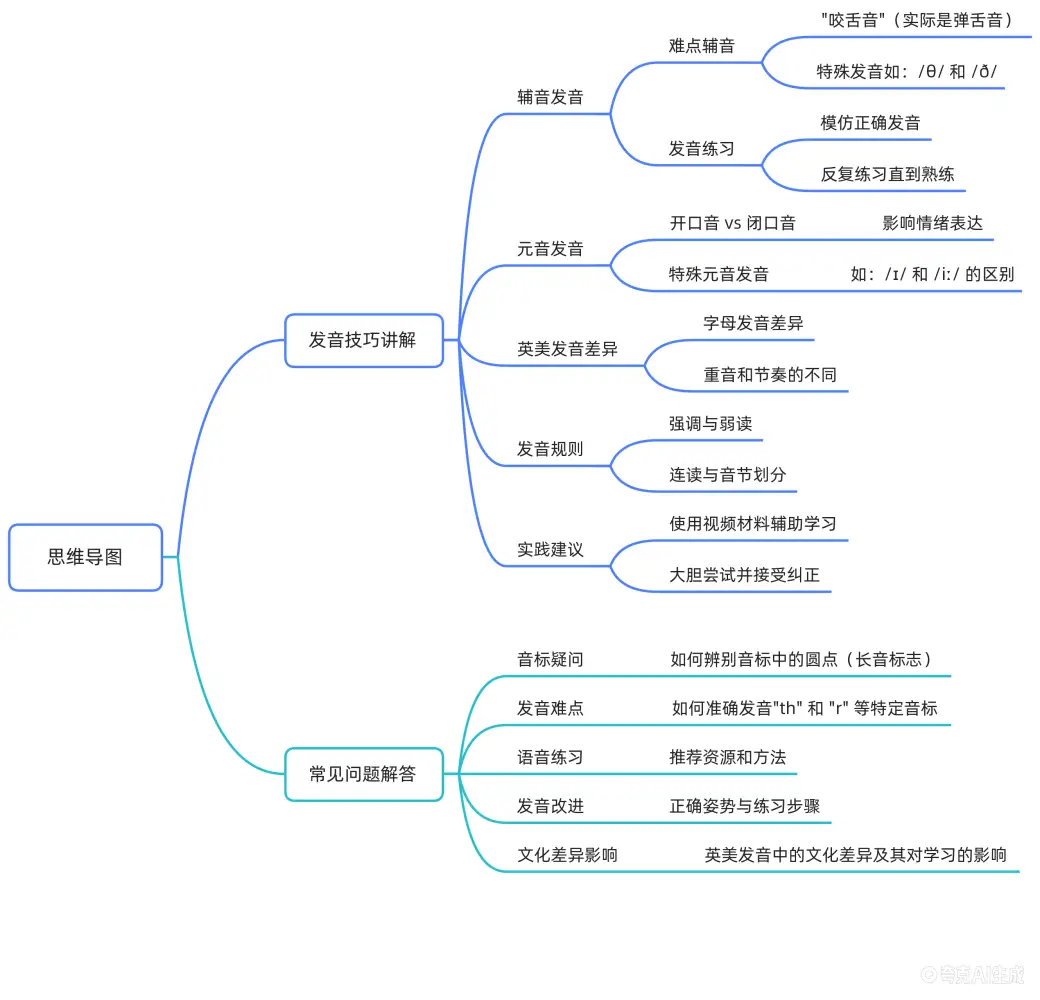 思维导图
发音技巧讲解
辅音发音
难点辅音
"咬舌音"（实际是弹舌音）
特殊发音如：/θ/ 和 /ð/
发音练习
模仿正确发音
反复练习直到熟练
元音发音
开口音 vs 闭口音
影响情绪表达
特殊元音发音
如：/ɪ/ 和 /iː/ 的区别
英美发音差异
字母发音差异
重音和节奏的不同
发音规则
强调与弱读
连读与音节划分
实践建议
使用视频材料辅助学习
大胆尝试并接受纠正
常见问题解答
音标疑问
如何辨别音标中的圆点（长音标志）
发音难点
如何准确发音"th" 和 "r" 等特定音标
语音练习
推荐资源和方法
发音改进
正确姿势与练习步骤
文化差异影响
英美发音中的文化差异及其对学习的影响
夸克AI生成